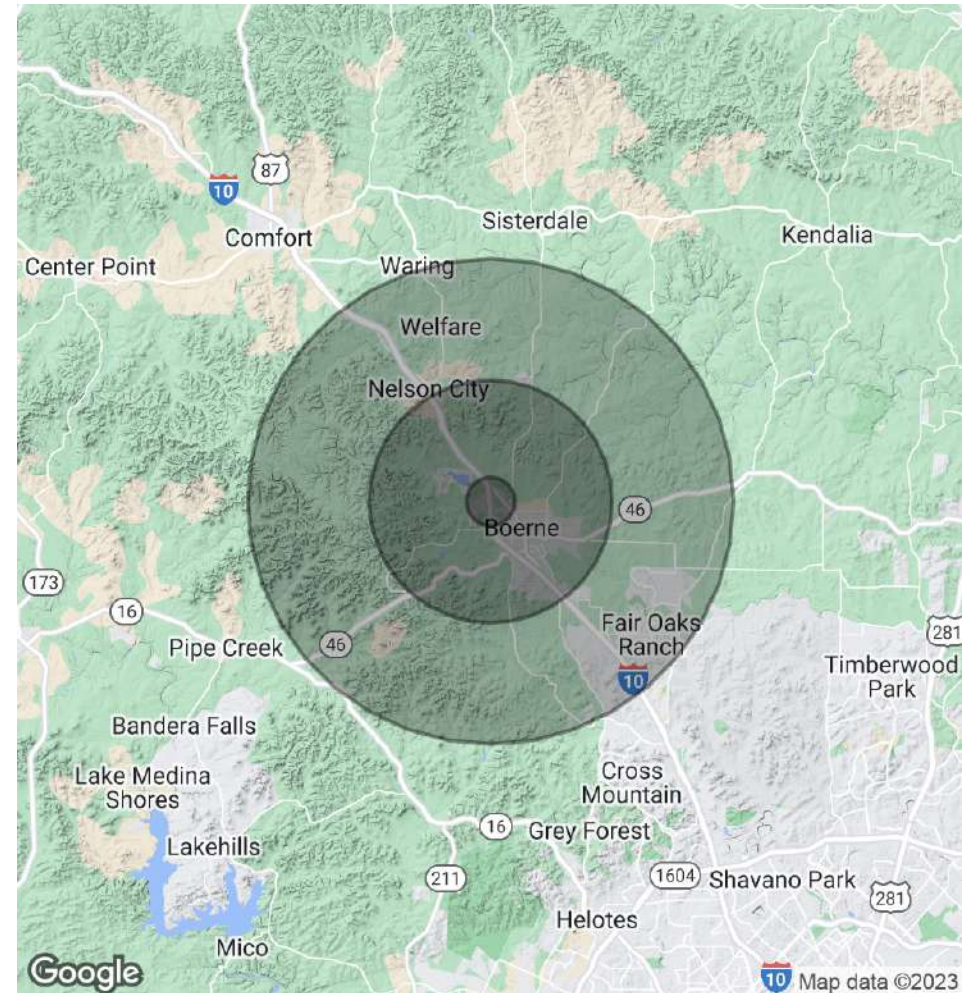 87
10
Sisterdale
Comfort
Kendalia
Center Point
Waring
Welfare
Nelson City
46
Boerne
173
16
Fair Oaks
Ranch
281
46
Pipe Creek
10
Timberwood
Park
Bandera Falls
Lake Medina
Shores
Cross
Mountain
16
Grey Forest
Lakehills
211
1604
Shavano Park
281
Helotes
Mico
Google
10
Map data ©2023